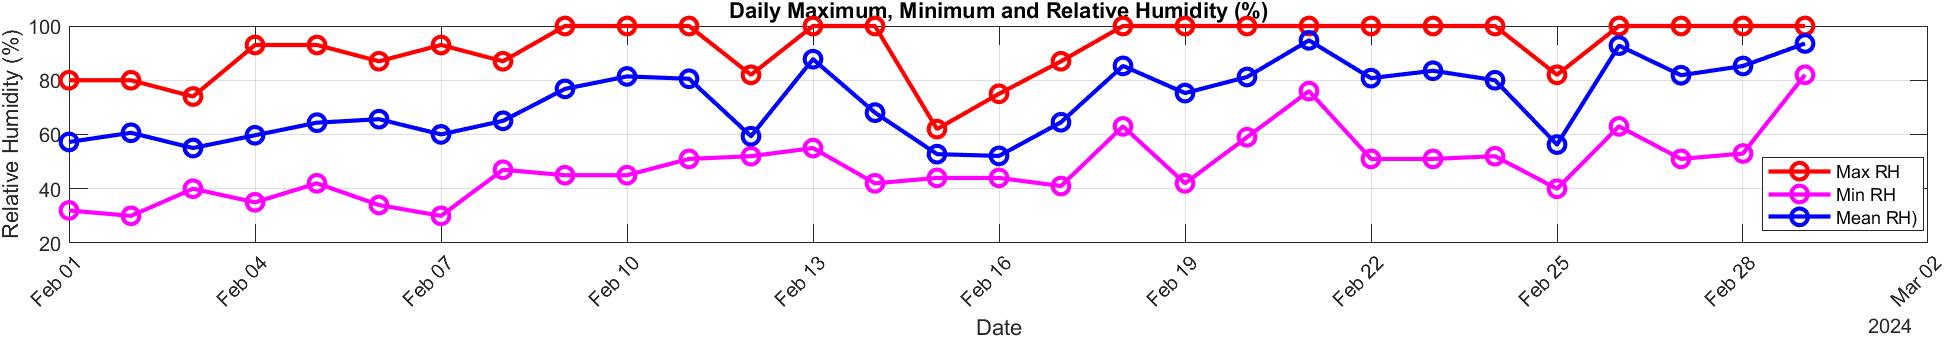 Daily Maximum, Minimum and Relative Humidity (%)
Relative Humidity (%)
100
80
60
40
20
Max RH
Min RH
Mean RH)
Feb 01
Feb 04
Feb 07
Feb 10
Feb 13
Feb 16
Feb 19
Feb 22
Feb 25
Feb 28
Mar 02
Date
2024